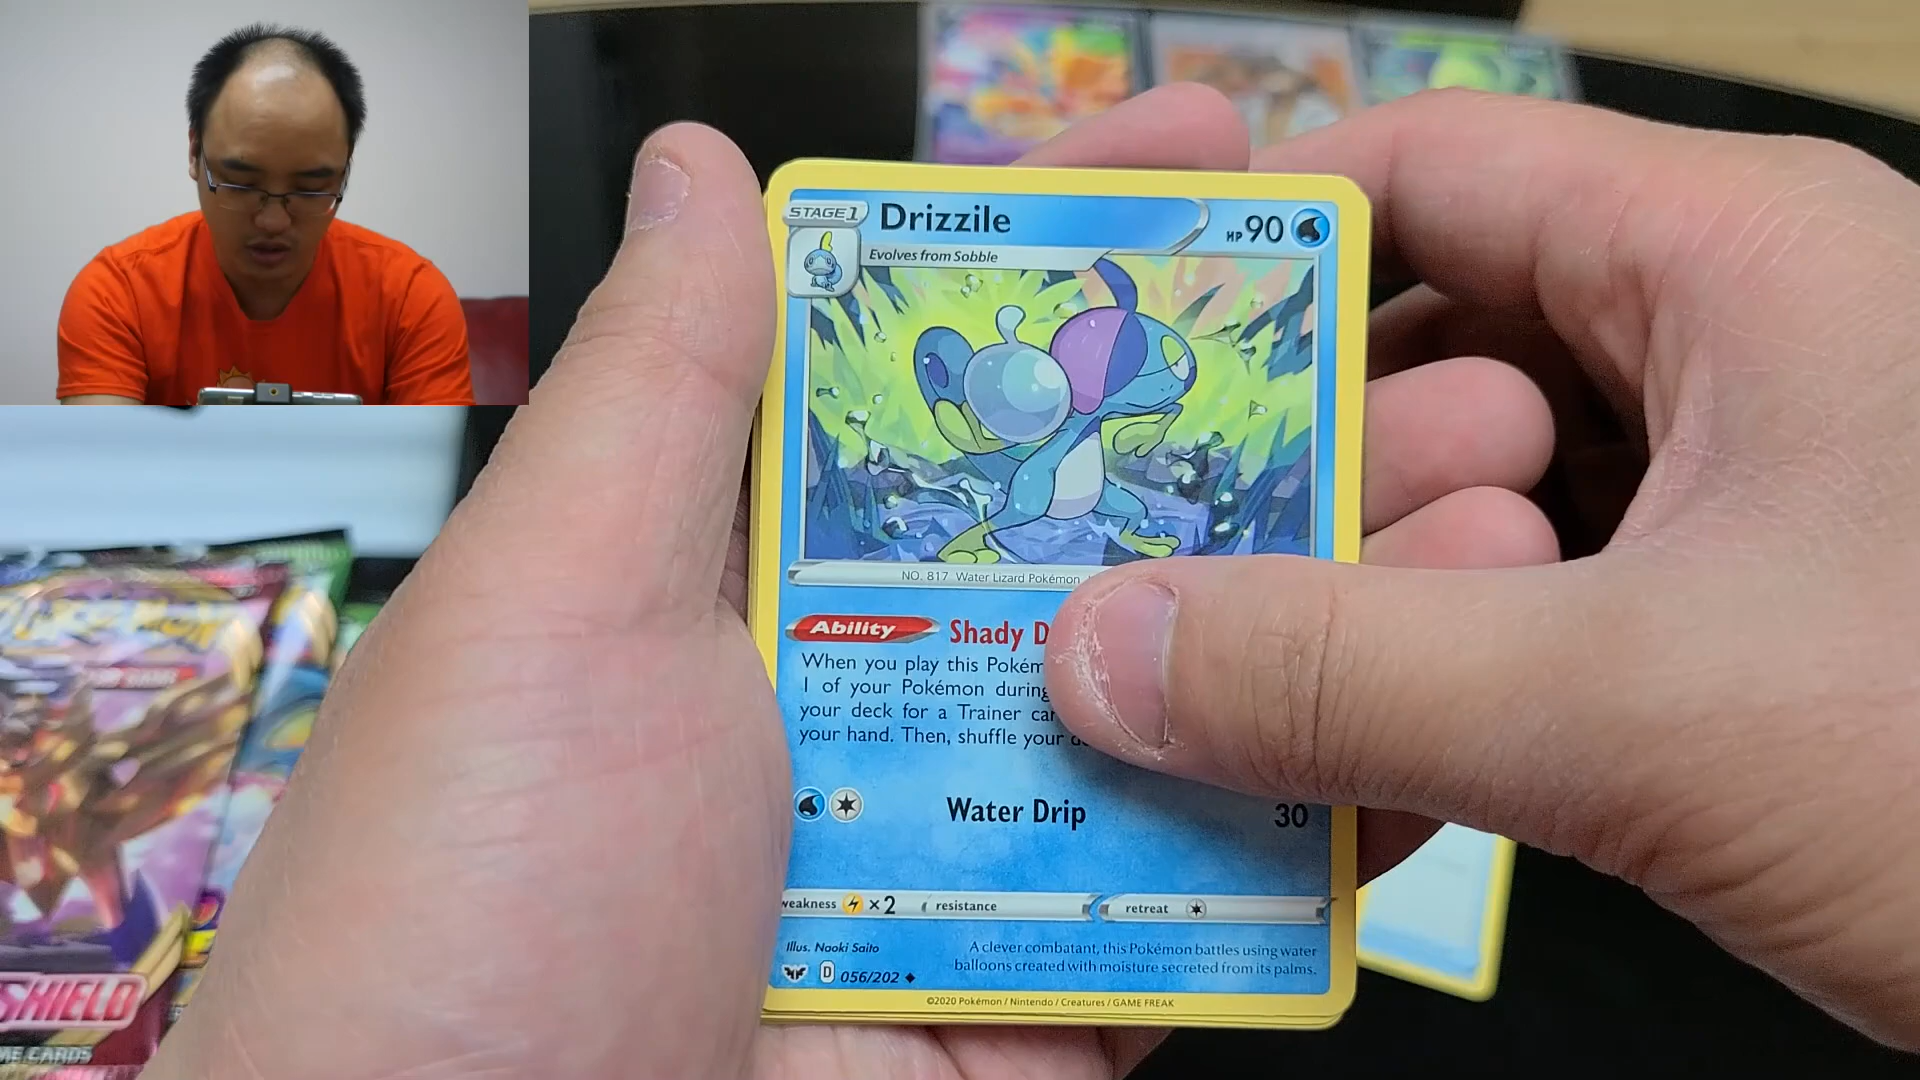 STAGE 1
Drizzile
HP 90
Evolves from Sobble
NO. 817 Water Lizard Pokémon
Ability Shady
When you play this
1 of your Pokémon during
your deck for a Trainer
your hand. Then, shuffle your
Water Drip 30
weakness ×2 resistance retreat
Illus. Naoki Saito
A clever combatant, this Pokémon battles using water
balloons created with moisture secreted from its palms.
D 056/202
©2020 Pokémon / Nintendo / Creatures / GAME FREAK
SHIELD
CARDS